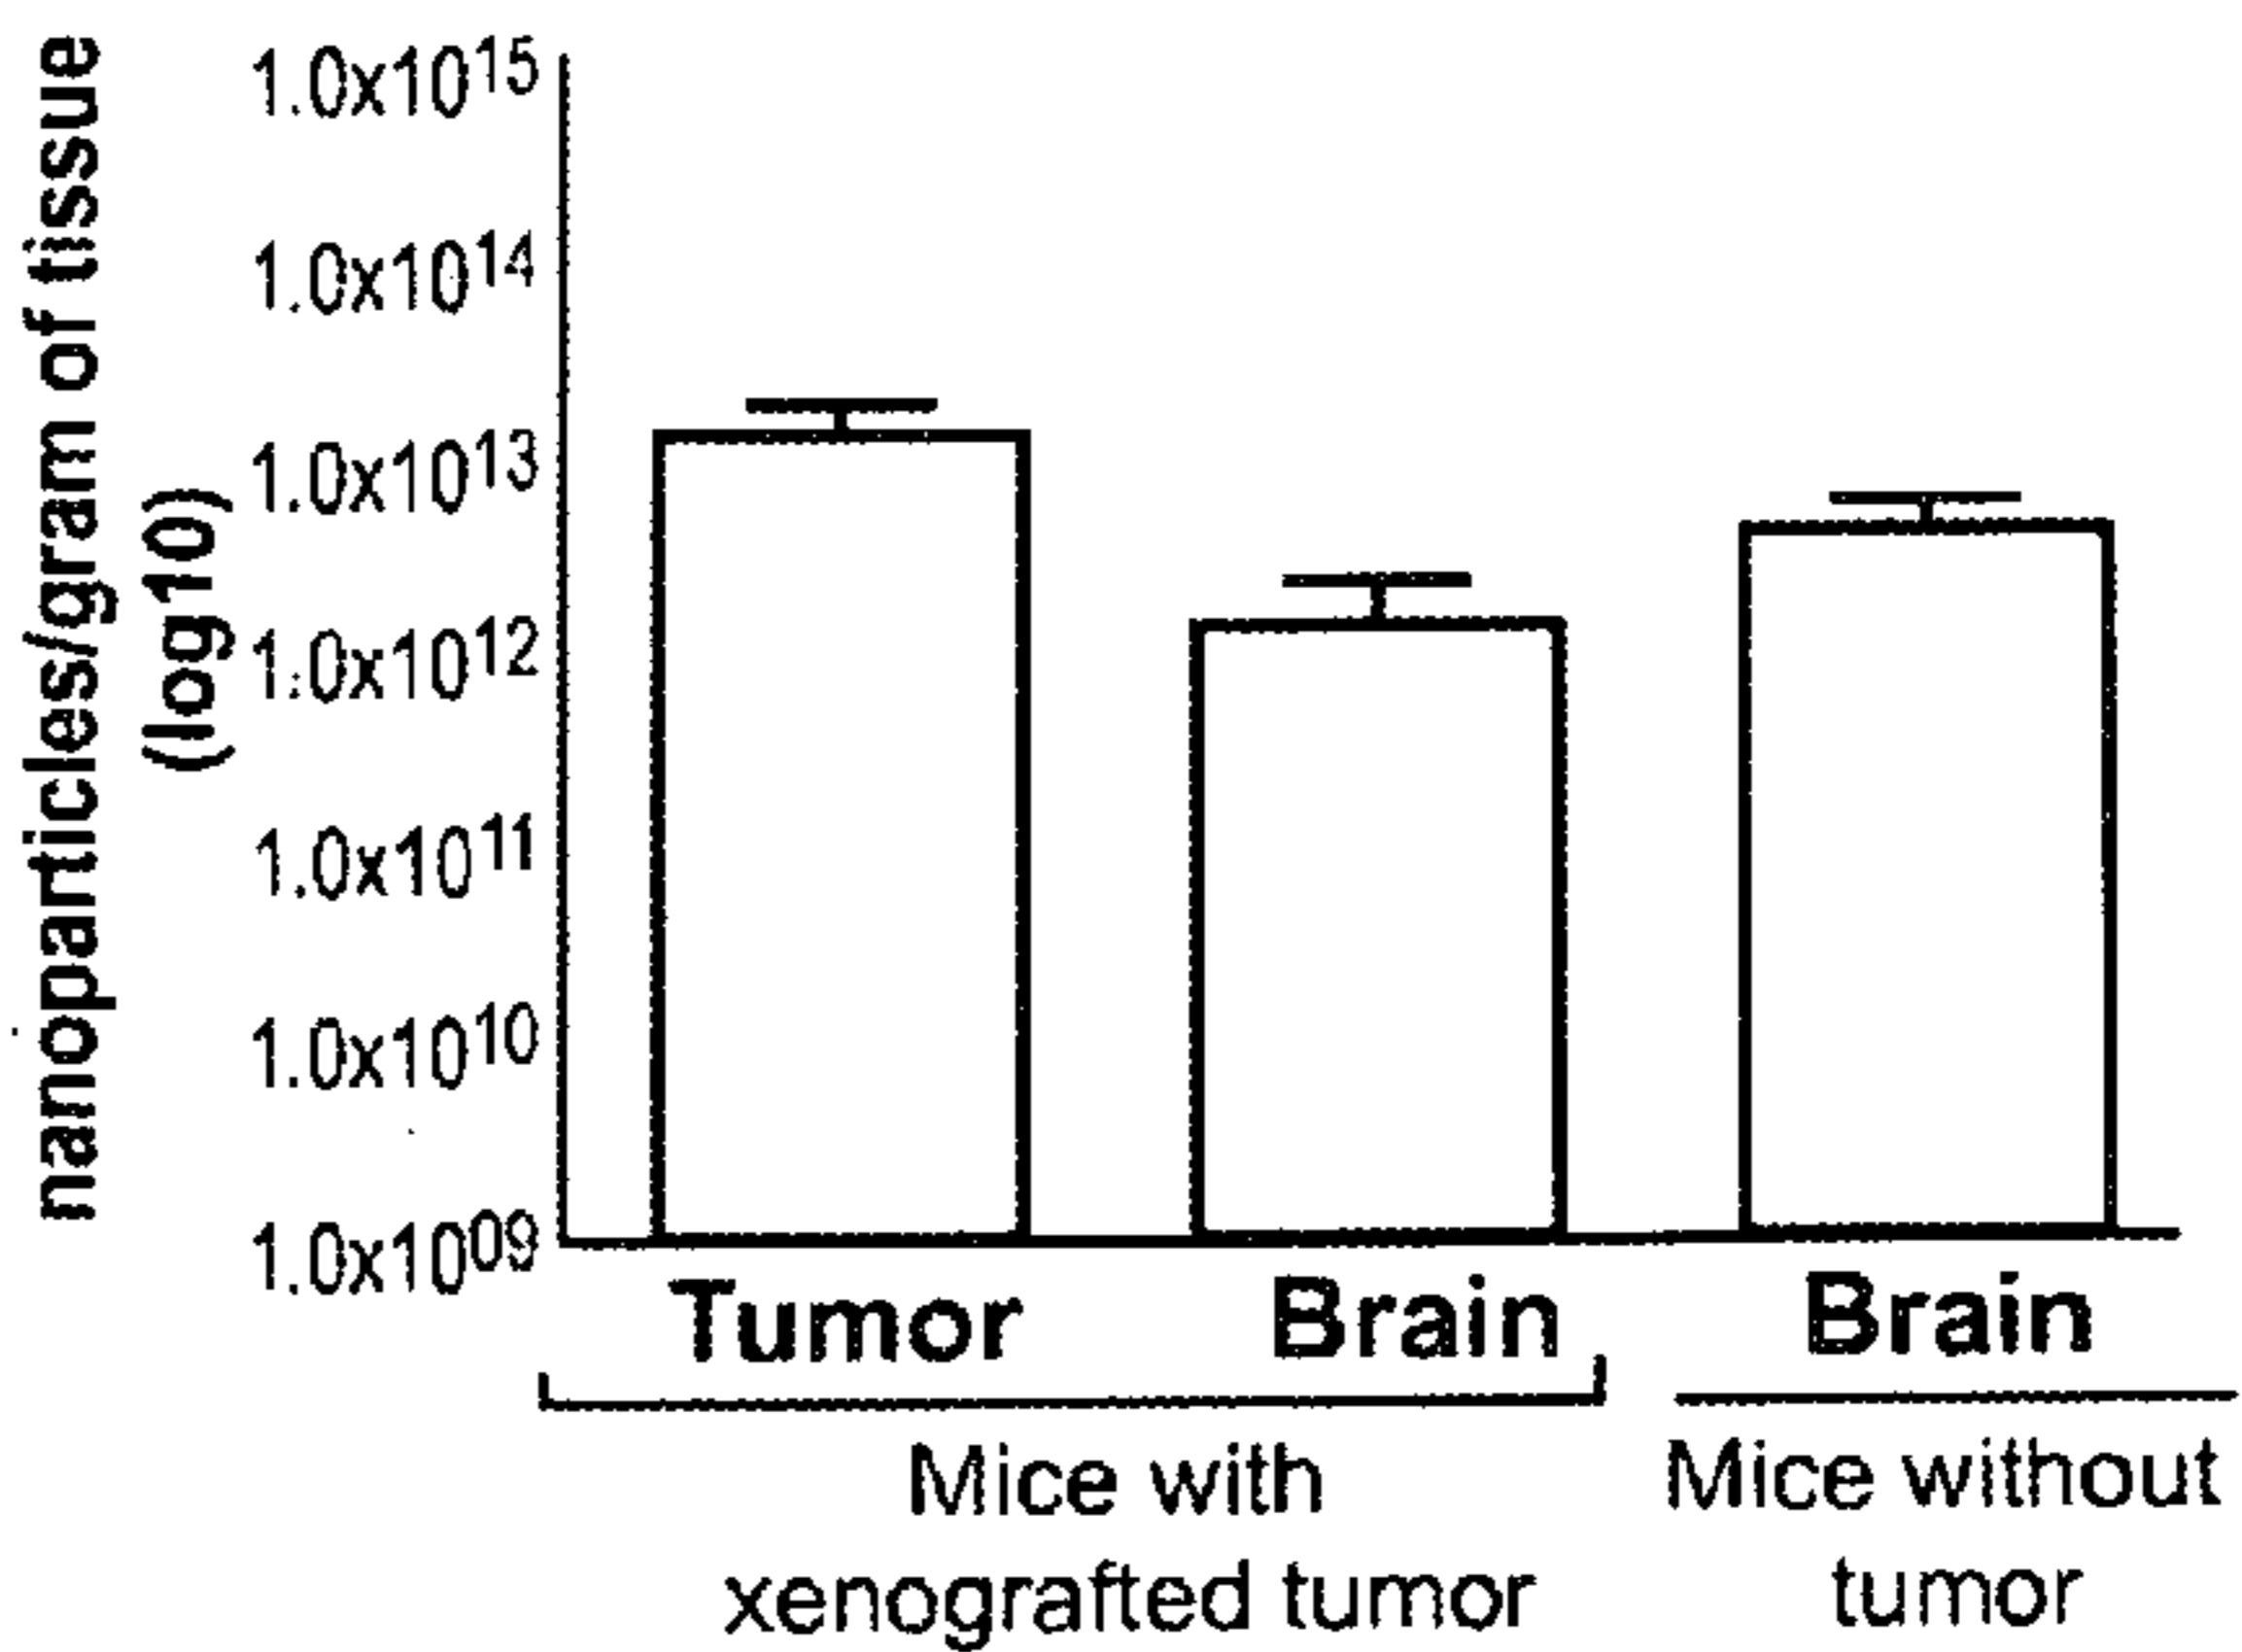 nanoparticles/gram of tissue
(log10)
1.0x10¹⁵
1.0x10¹⁴
1.0x10¹³
1.0x10¹²
1.0x10¹¹
1.0x10¹⁰
1.0x10⁰⁹
Tumor Brain Brain
Mice with Mice without
xenografted tumor tumor